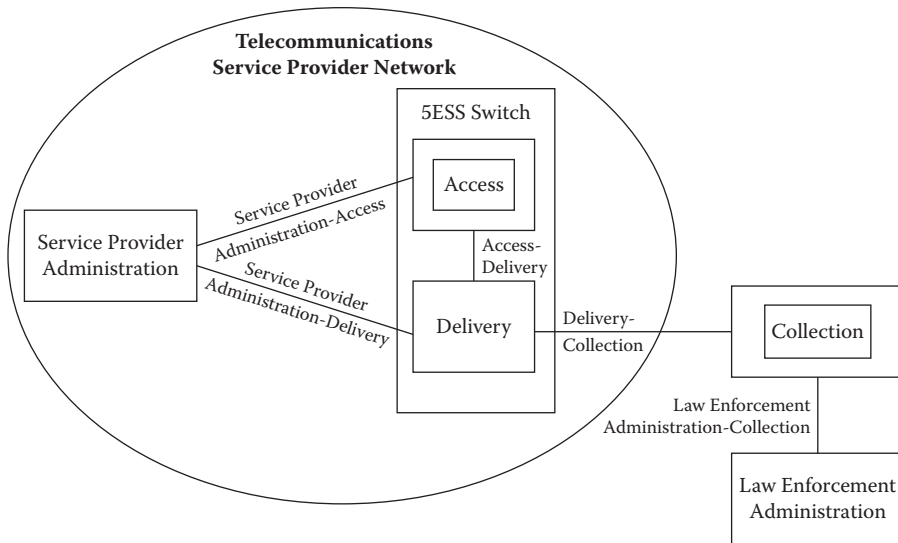 Telecommunications
Service Provider Network
5ESS Switch
Access
Service Provider
Administration-Access
Service Provider
Administration
Access-
Delivery
Service Provider
Administration-Delivery
Delivery
Delivery-
Collection
Collection
Law Enforcement
Administration-Collection
Law Enforcement
Administration